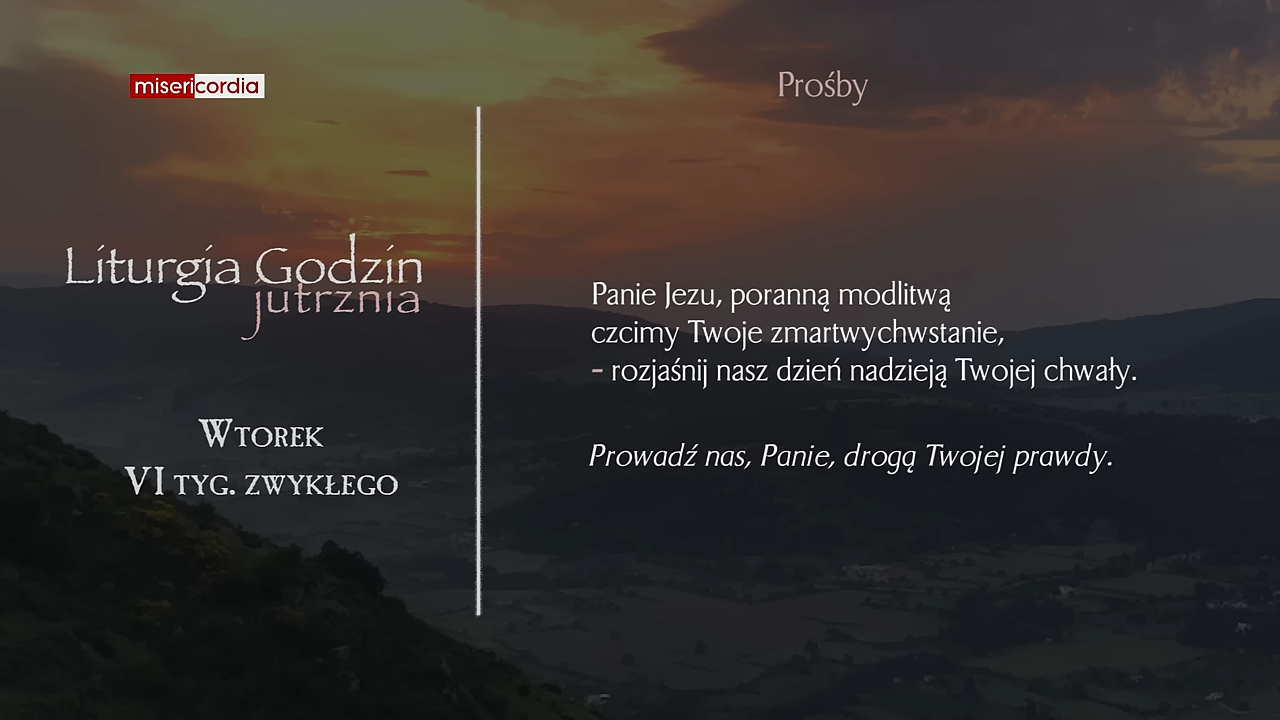 misericordia
Liturgia Godzin
jutrznia
Wtorek
VI tyg. zwykłego
Prośby
Panie Jezu, poranną modlitwą
czcimy Twoje zmartwychwstanie,
- rozjaśnij nasz dzień nadzieją Twojej chwały.
Prowadź nas, Panie, drogą Twojej prawdy.